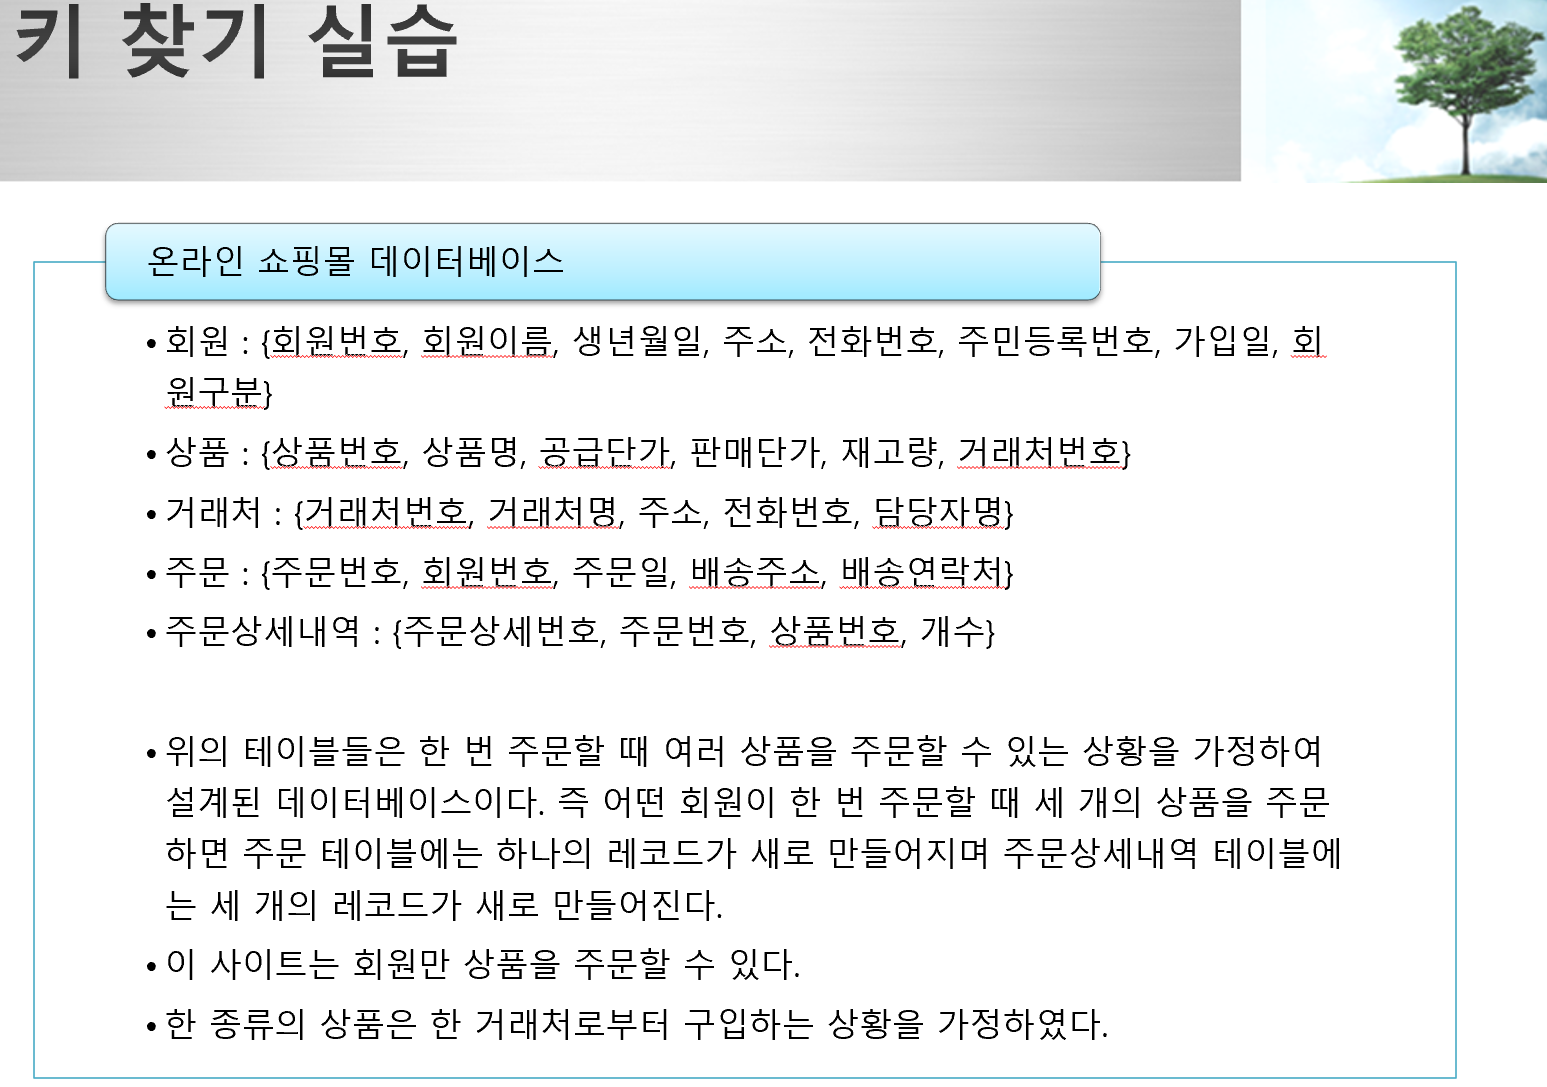 키 찾기 실습
온라인 쇼핑몰 데이터베이스
• 회원 : {회원번호, 회원이름, 생년월일, 주소, 전화번호, 주민등록번호, 가입일, 회
원구분}
• 상품 : {상품번호, 상품명, 공급단가, 판매단가, 재고량, 거래처번호}
• 거래처 : {거래처번호, 거래처명, 주소, 전화번호, 담당자명}
• 주문 : {주문번호, 회원번호, 주문일, 배송주소, 배송연락처}
• 주문상세내역 : {주문상세번호, 주문번호, 상품번호, 개수}
• 위의 테이블들은 한 번 주문할 때 여러 상품을 주문할 수 있는 상황을 가정하여
설계된 데이터베이스이다. 즉 어떤 회원이 한 번 주문할 때 세 개의 상품을 주문
하면 주문 테이블에는 하나의 레코드가 새로 만들어지며 주문상세내역 테이블에
는 세 개의 레코드가 새로 만들어진다.
• 이 사이트는 회원만 상품을 주문할 수 있다.
• 한 종류의 상품은 한 거래처로부터 구입하는 상황을 가정하였다.